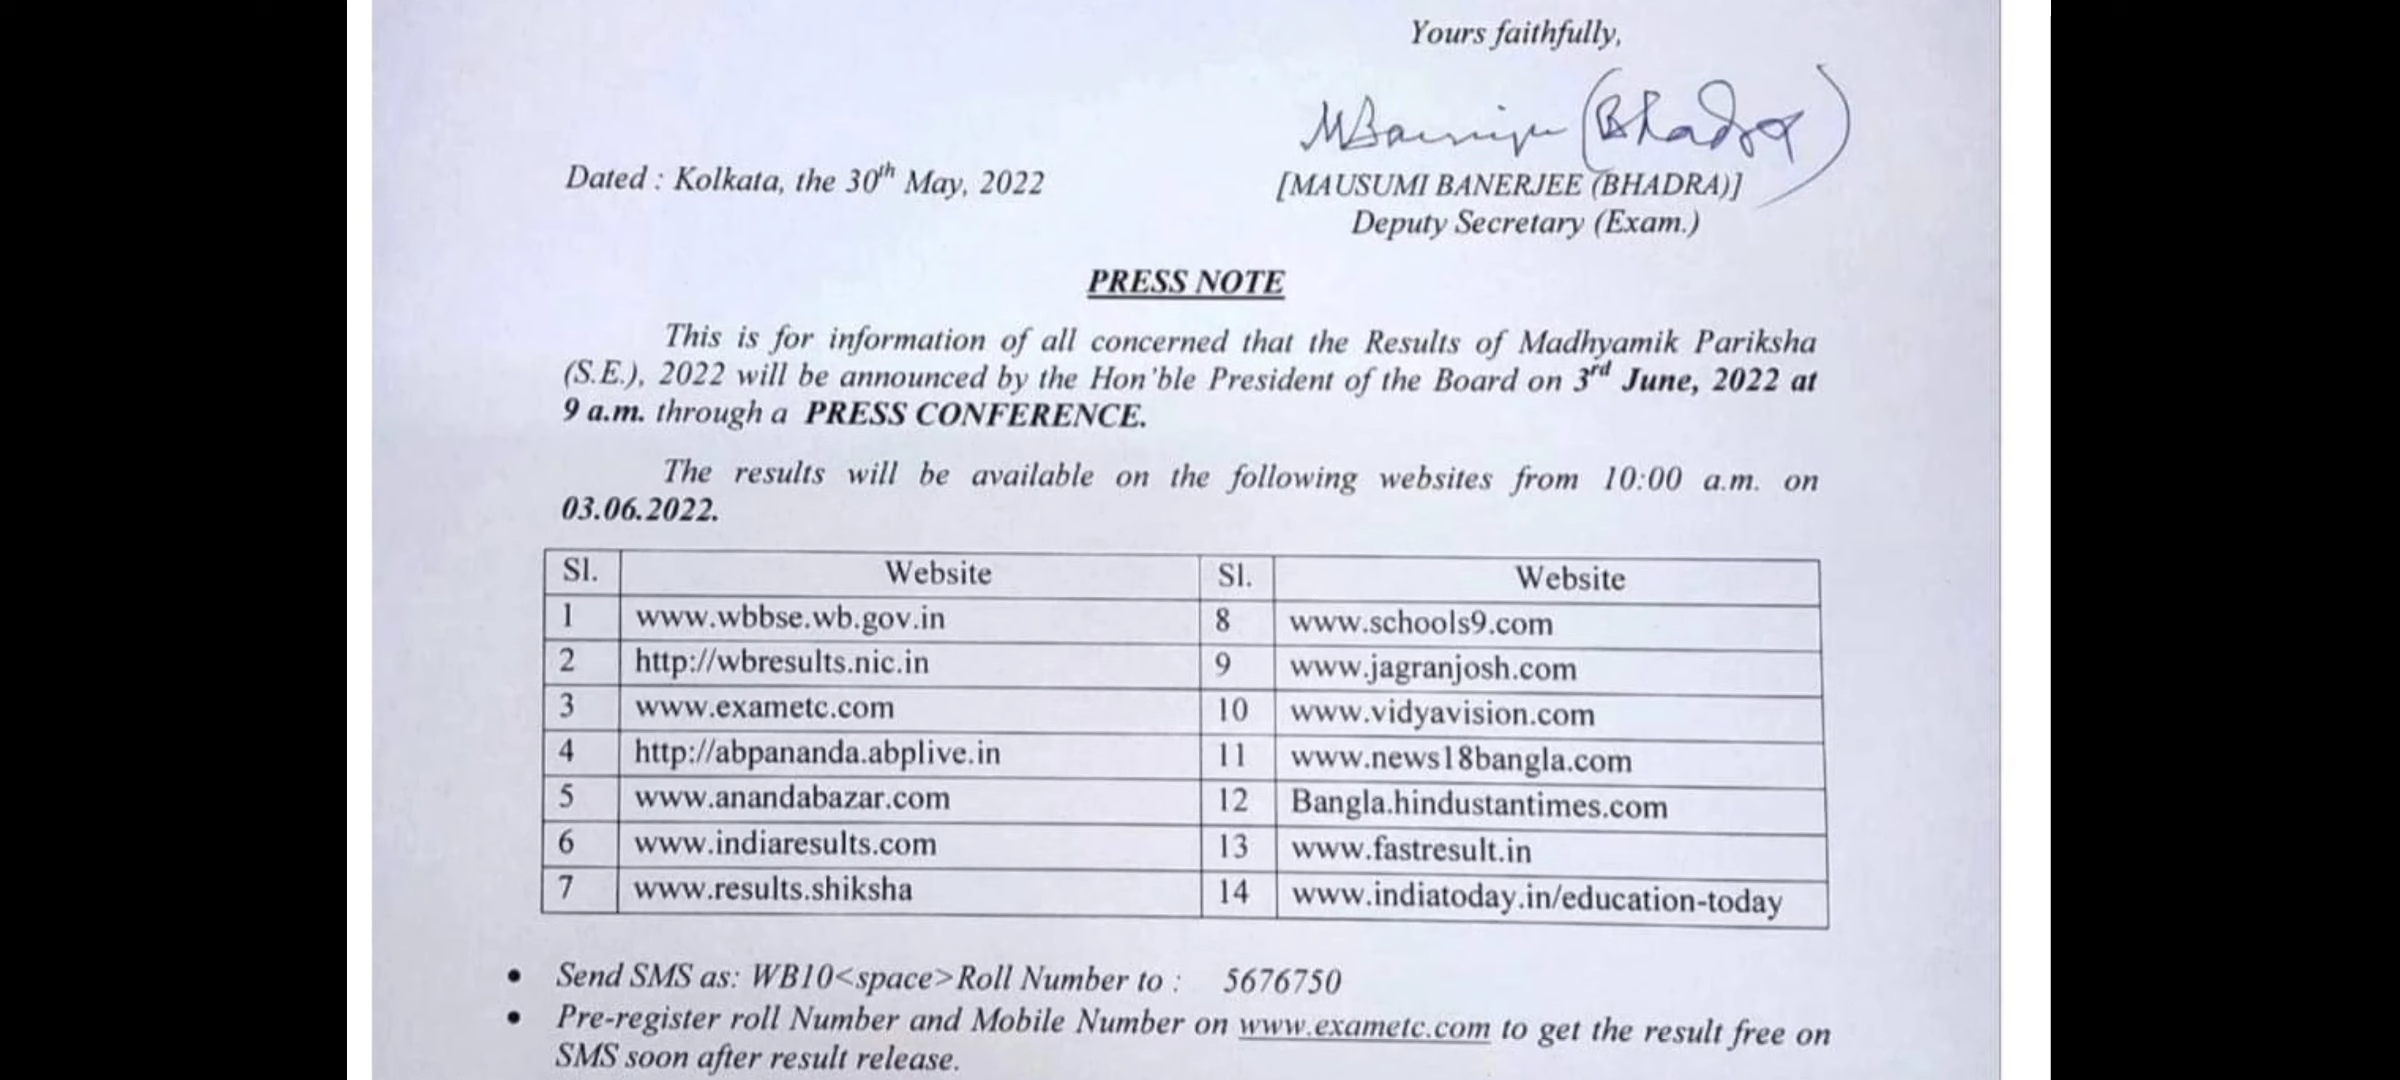 Yours faithfully,
MBanerjee (Bhadra)
Dated : Kolkata, the 30th May, 2022
[MAUSUMI BANERJEE (BHADRA)]
Deputy Secretary (Exam.)
PRESS NOTE
This is for information of all concerned that the Results of Madhyamik Pariksha
(S.E.), 2022 will be announced by the Hon'ble President of the Board on 3rd June, 2022 at
9 a.m. through a PRESS CONFERENCE.
The results will be available on the following websites from 10:00 a.m. on
03.06.2022.
Sl. Website Sl. Website
1 www.wbbse.wb.gov.in 8 www.schools9.com
2 http://wbresults.nic.in 9 www.jagranjosh.com
3 www.exametc.com 10 www.vidyavision.com
4 http://abpananda.abplive.in 11 www.news18bangla.com
5 www.anandabazar.com 12 Bangla.hindustantimes.com
6 www.indiaresults.com 13 www.fastresult.in
7 www.results.shiksha 14 www.indiatoday.in/education-today
• Send SMS as: WB10<space>Roll Number to : 5676750
• Pre-register roll Number and Mobile Number on www.exametc.com to get the result free on
SMS soon after result release.